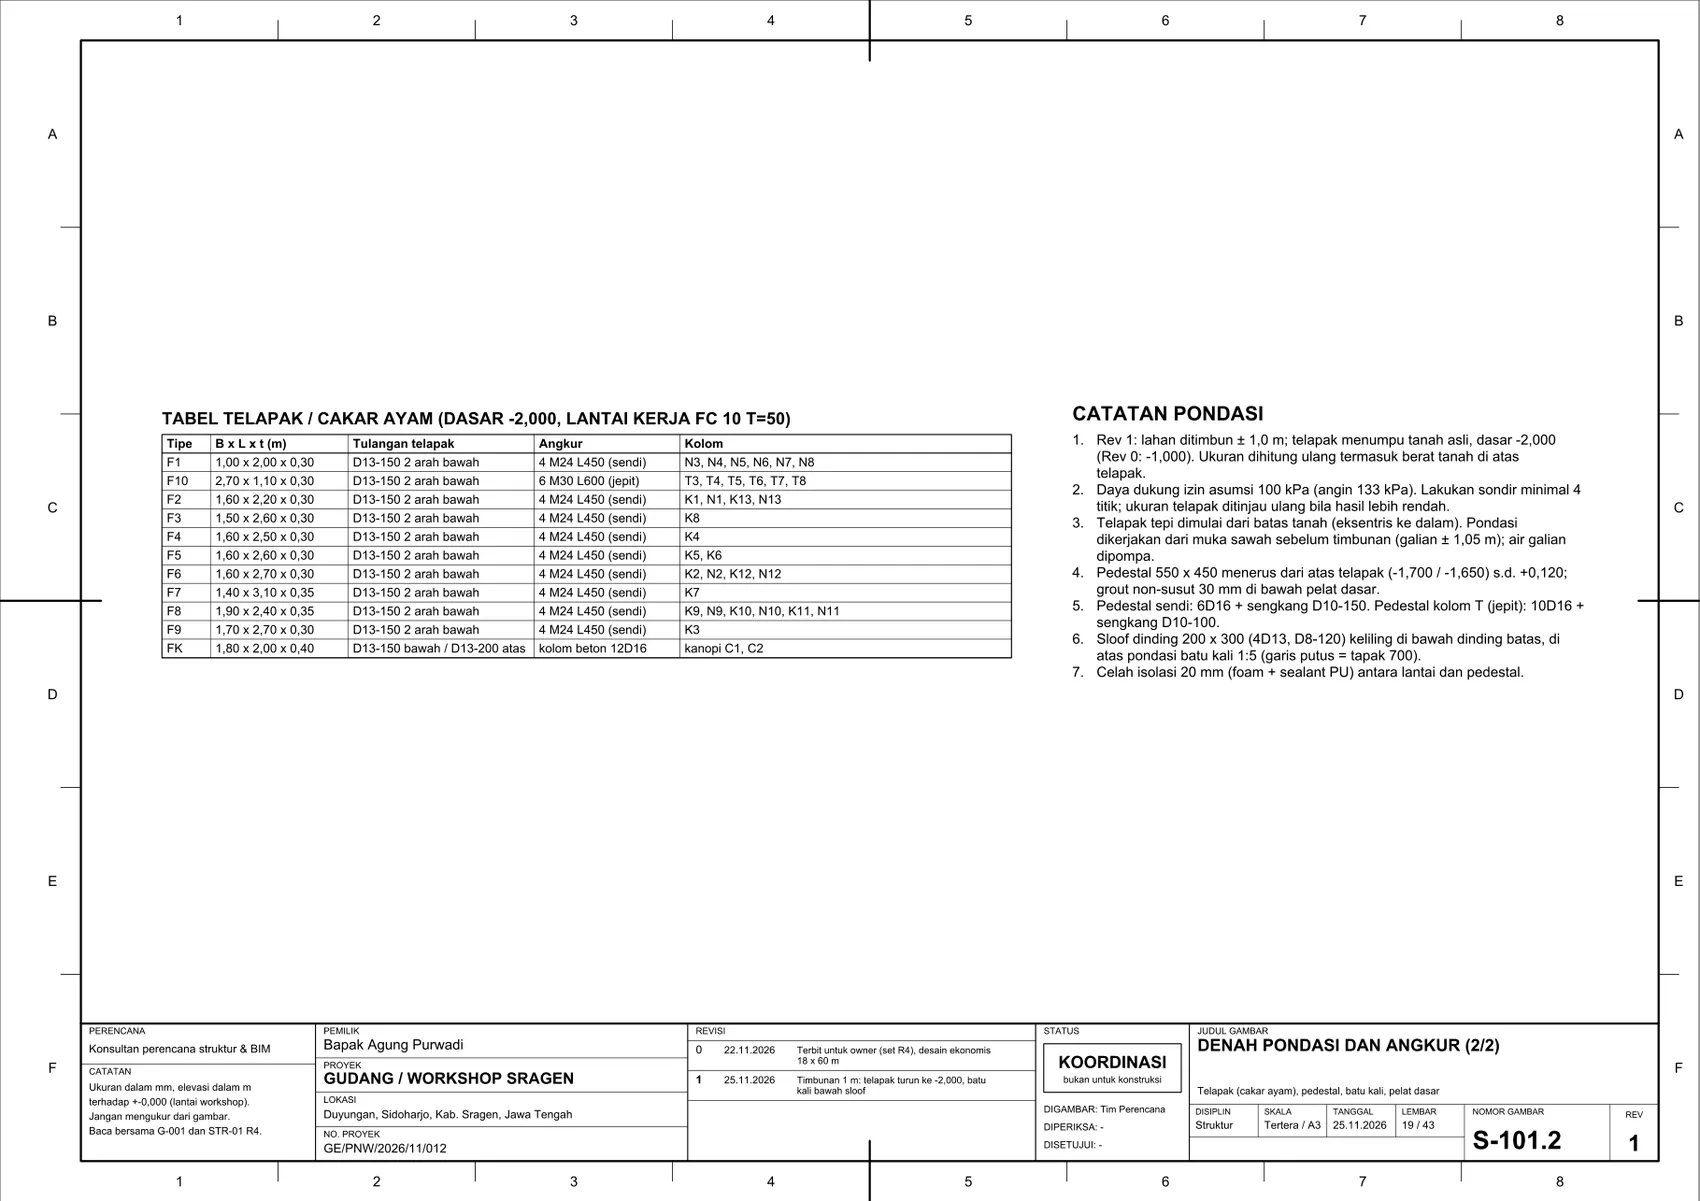 1 2 3 4 5 6 7 8
A A
B B
C C
D D
E E
F F
TABEL TELAPAK / CAKAR AYAM (DASAR -2,000, LANTAI KERJA FC 10 T=50)
Tipe B x L x t (m) Tulangan telapak Angkur Kolom
F1 1,00 x 2,00 x 0,30 D13-150 2 arah bawah 4 M24 L450 (sendi) N3, N4, N5, N6, N7, N8
F10 2,70 x 1,10 x 0,30 D13-150 2 arah bawah 6 M30 L600 (jepit) T3, T4, T5, T6, T7, T8
F2 1,60 x 2,20 x 0,30 D13-150 2 arah bawah 4 M24 L450 (sendi) K1, N1, K13, N13
F3 1,50 x 2,60 x 0,30 D13-150 2 arah bawah 4 M24 L450 (sendi) K8
F4 1,60 x 2,50 x 0,30 D13-150 2 arah bawah 4 M24 L450 (sendi) K4
F5 1,60 x 2,60 x 0,30 D13-150 2 arah bawah 4 M24 L450 (sendi) K5, K6
F6 1,60 x 2,70 x 0,30 D13-150 2 arah bawah 4 M24 L450 (sendi) K2, N2, K12, N12
F7 1,40 x 3,10 x 0,35 D13-150 2 arah bawah 4 M24 L450 (sendi) K7
F8 1,90 x 2,40 x 0,35 D13-150 2 arah bawah 4 M24 L450 (sendi) K9, N9, K10, N10, K11, N11
F9 1,70 x 2,70 x 0,30 D13-150 2 arah bawah 4 M24 L450 (sendi) K3
FK 1,80 x 2,00 x 0,40 D13-150 bawah / D13-200 atas kolom beton 12D16 kanopi C1, C2
CATATAN PONDASI
1. Rev 1: lahan ditimbun ± 1,0 m; telapak menumpu tanah asli, dasar -2,000
(Rev 0: -1,000). Ukuran dihitung ulang termasuk berat tanah di atas
telapak.
2. Daya dukung izin asumsi 100 kPa (angin 133 kPa). Lakukan sondir minimal 4
titik; ukuran telapak ditinjau ulang bila hasil lebih rendah.
3. Telapak tepi dimulai dari batas tanah (eksentris ke dalam). Pondasi
dikerjakan dari muka sawah sebelum timbunan (galian ± 1,05 m); air galian
dipompa.
4. Pedestal 550 x 450 menerus dari atas telapak (-1,700 / -1,650) s.d. +0,120;
grout non-susut 30 mm di bawah pelat dasar.
5. Pedestal sendi: 6D16 + sengkang D10-150. Pedestal kolom T (jepit): 10D16 +
sengkang D10-100.
6. Sloof dinding 200 x 300 (4D13, D8-120) keliling di bawah dinding batas, di
atas pondasi batu kali 1:5 (garis putus = tapak 700).
7. Celah isolasi 20 mm (foam + sealant PU) antara lantai dan pedestal.
PERENCANA
Konsultan perencana struktur & BIM
CATATAN
Ukuran dalam mm, elevasi dalam m
terhadap +-0,000 (lantai workshop).
Jangan mengukur dari gambar.
Baca bersama G-001 dan STR-01 R4.
PEMILIK
Bapak Agung Purwadi
PROYEK
GUDANG / WORKSHOP SRAGEN
LOKASI
Duyungan, Sidoharjo, Kab. Sragen, Jawa Tengah
NO. PROYEK
GE/PNW/2026/11/012
REVISI
0 22.11.2026 Terbit untuk owner (set R4), desain ekonomis
18 x 60 m
1 25.11.2026 Timbunan 1 m: telapak turun ke -2,000, batu
kali bawah sloof
STATUS
KOORDINASI
bukan untuk konstruksi
DIGAMBAR: Tim Perencana
DIPERIKSA: -
DISETUJUI: -
JUDUL GAMBAR
DENAH PONDASI DAN ANGKUR (2/2)
Telapak (cakar ayam), pedestal, batu kali, pelat dasar
DISIPLIN SKALA TANGGAL LEMBAR NOMOR GAMBAR REV
Struktur Tertera / A3 25.11.2026 19 / 43 S-101.2 1
1 2 3 4 5 6 7 8